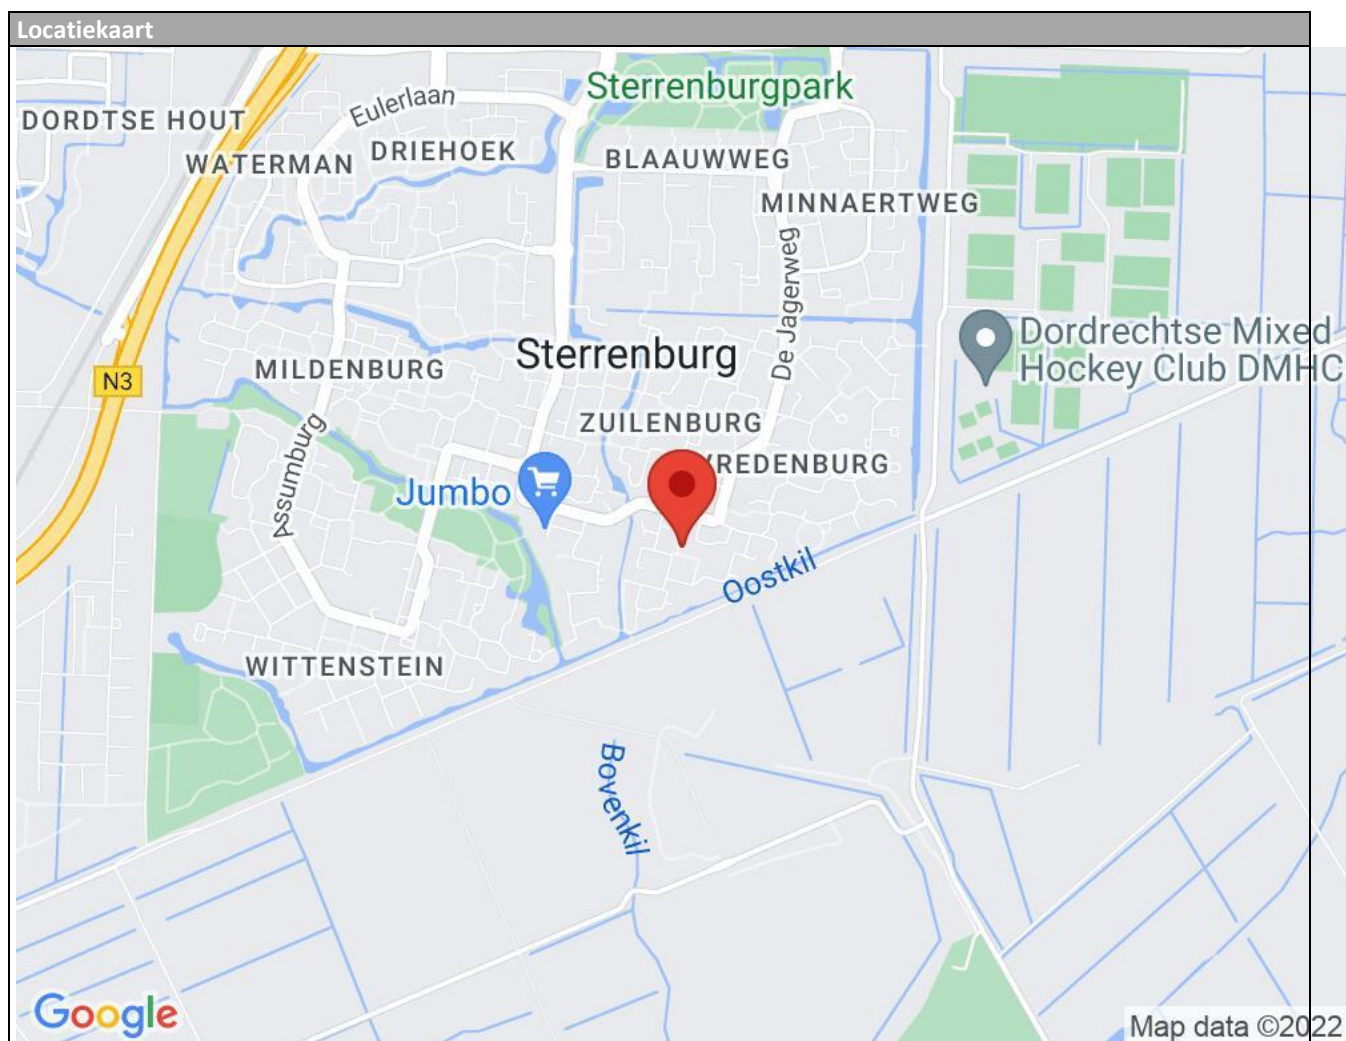 Locatiekaart
Sterrenburgpark
Eulerlaan
DORDTSE HOUT
DRIEHOEK
WATERMAN
BLAAUWWEG
MINNAERTWEG
De Jagerweg
Dordrechtse Mixed
Hockey Club DMHC
Sterrenburg
MILDENBURG
N3
ZUILENBURG
Assumburg
VREDENBURG
Jumbo
Oostkil
WITTENSTEIN
Bovenkil
Google
Map data ©2022